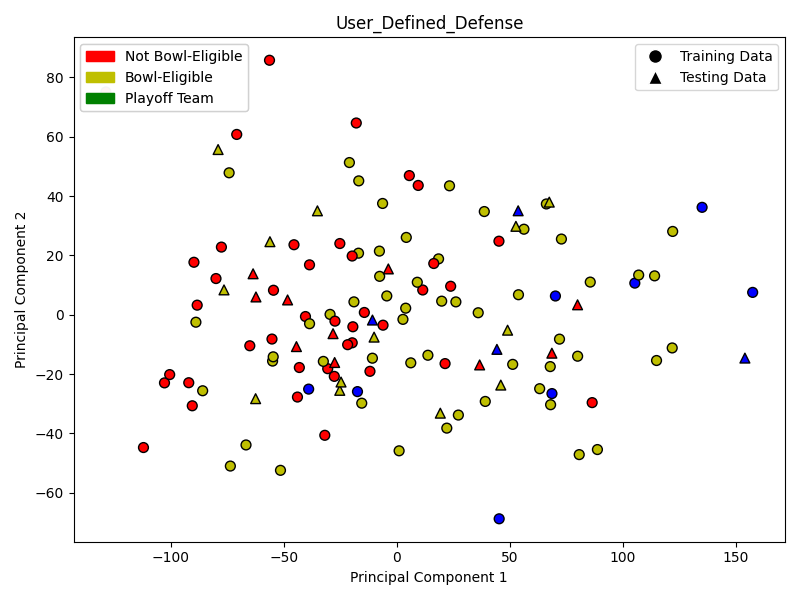 User_Defined_Defense
Not Bowl-Eligible
Bowl-Eligible
Playoff Team
Training Data
Testing Data
80
60
40
20
0
−20
−40
−60
Principal Component 2
−100
−50
0
50
100
150
Principal Component 1